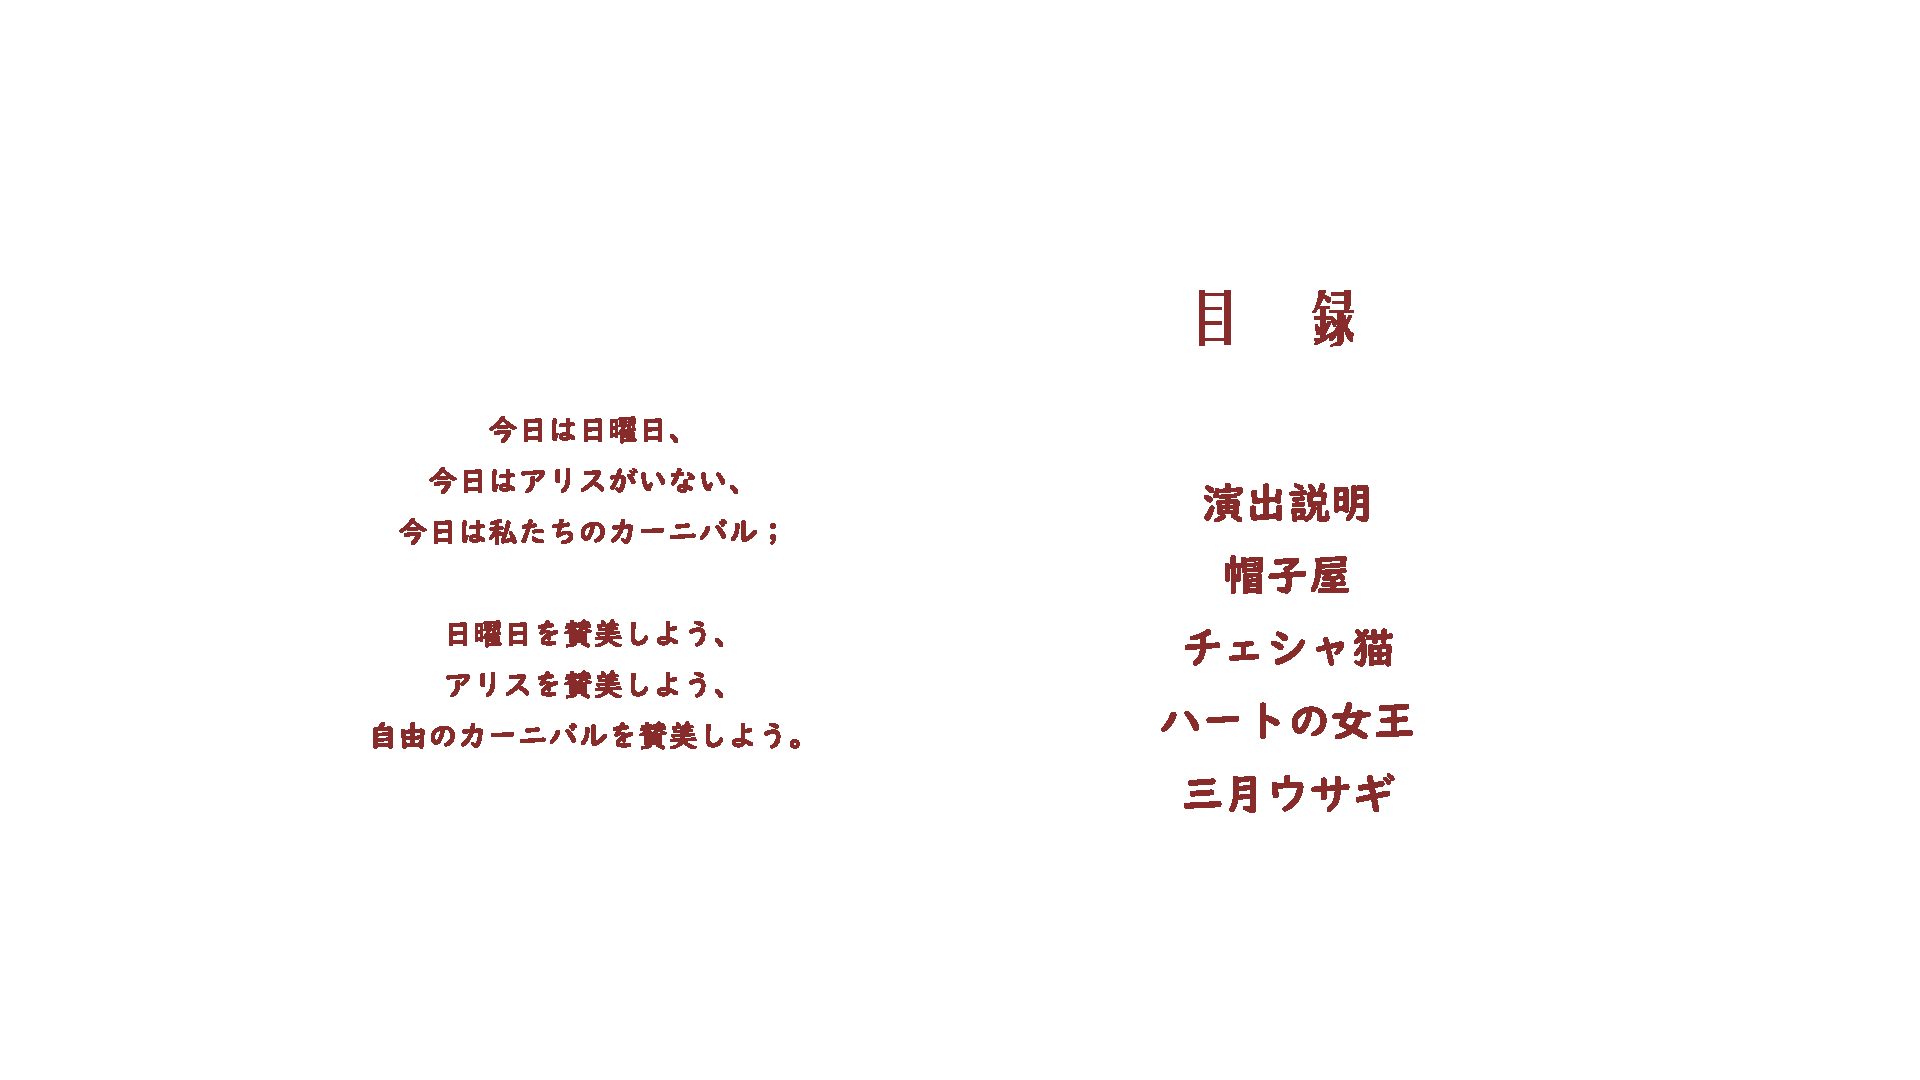 今日は日曜日、
今日はアリスがいない、
今日は私たちのカーニバル；
日曜日を賛美しよう、
アリスを賛美しよう、
自由のカーニバルを賛美しよう。
目　録
演出説明
帽子屋
チェシャ猫
ハートの女王
三月ウサギ